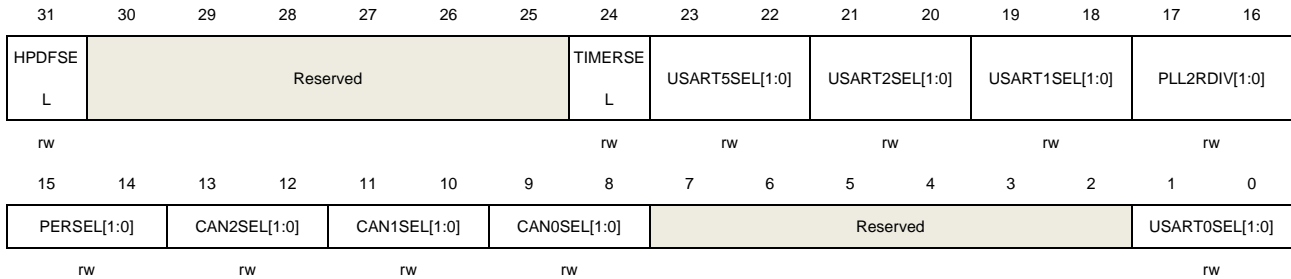 31 30 29 28 27 26 25 24 23 22 21 20 19 18 17 16
HPDFSE
L
Reserved
TIMERSE
L
USART5SEL[1:0] USART2SEL[1:0] USART1SEL[1:0] PLL2RDIV[1:0]
rw rw rw rw rw rw
15 14 13 12 11 10 9 8 7 6 5 4 3 2 1 0
PERSEL[1:0] CAN2SEL[1:0] CAN1SEL[1:0] CAN0SEL[1:0] Reserved USART0SEL[1:0]
rw rw rw rw rw